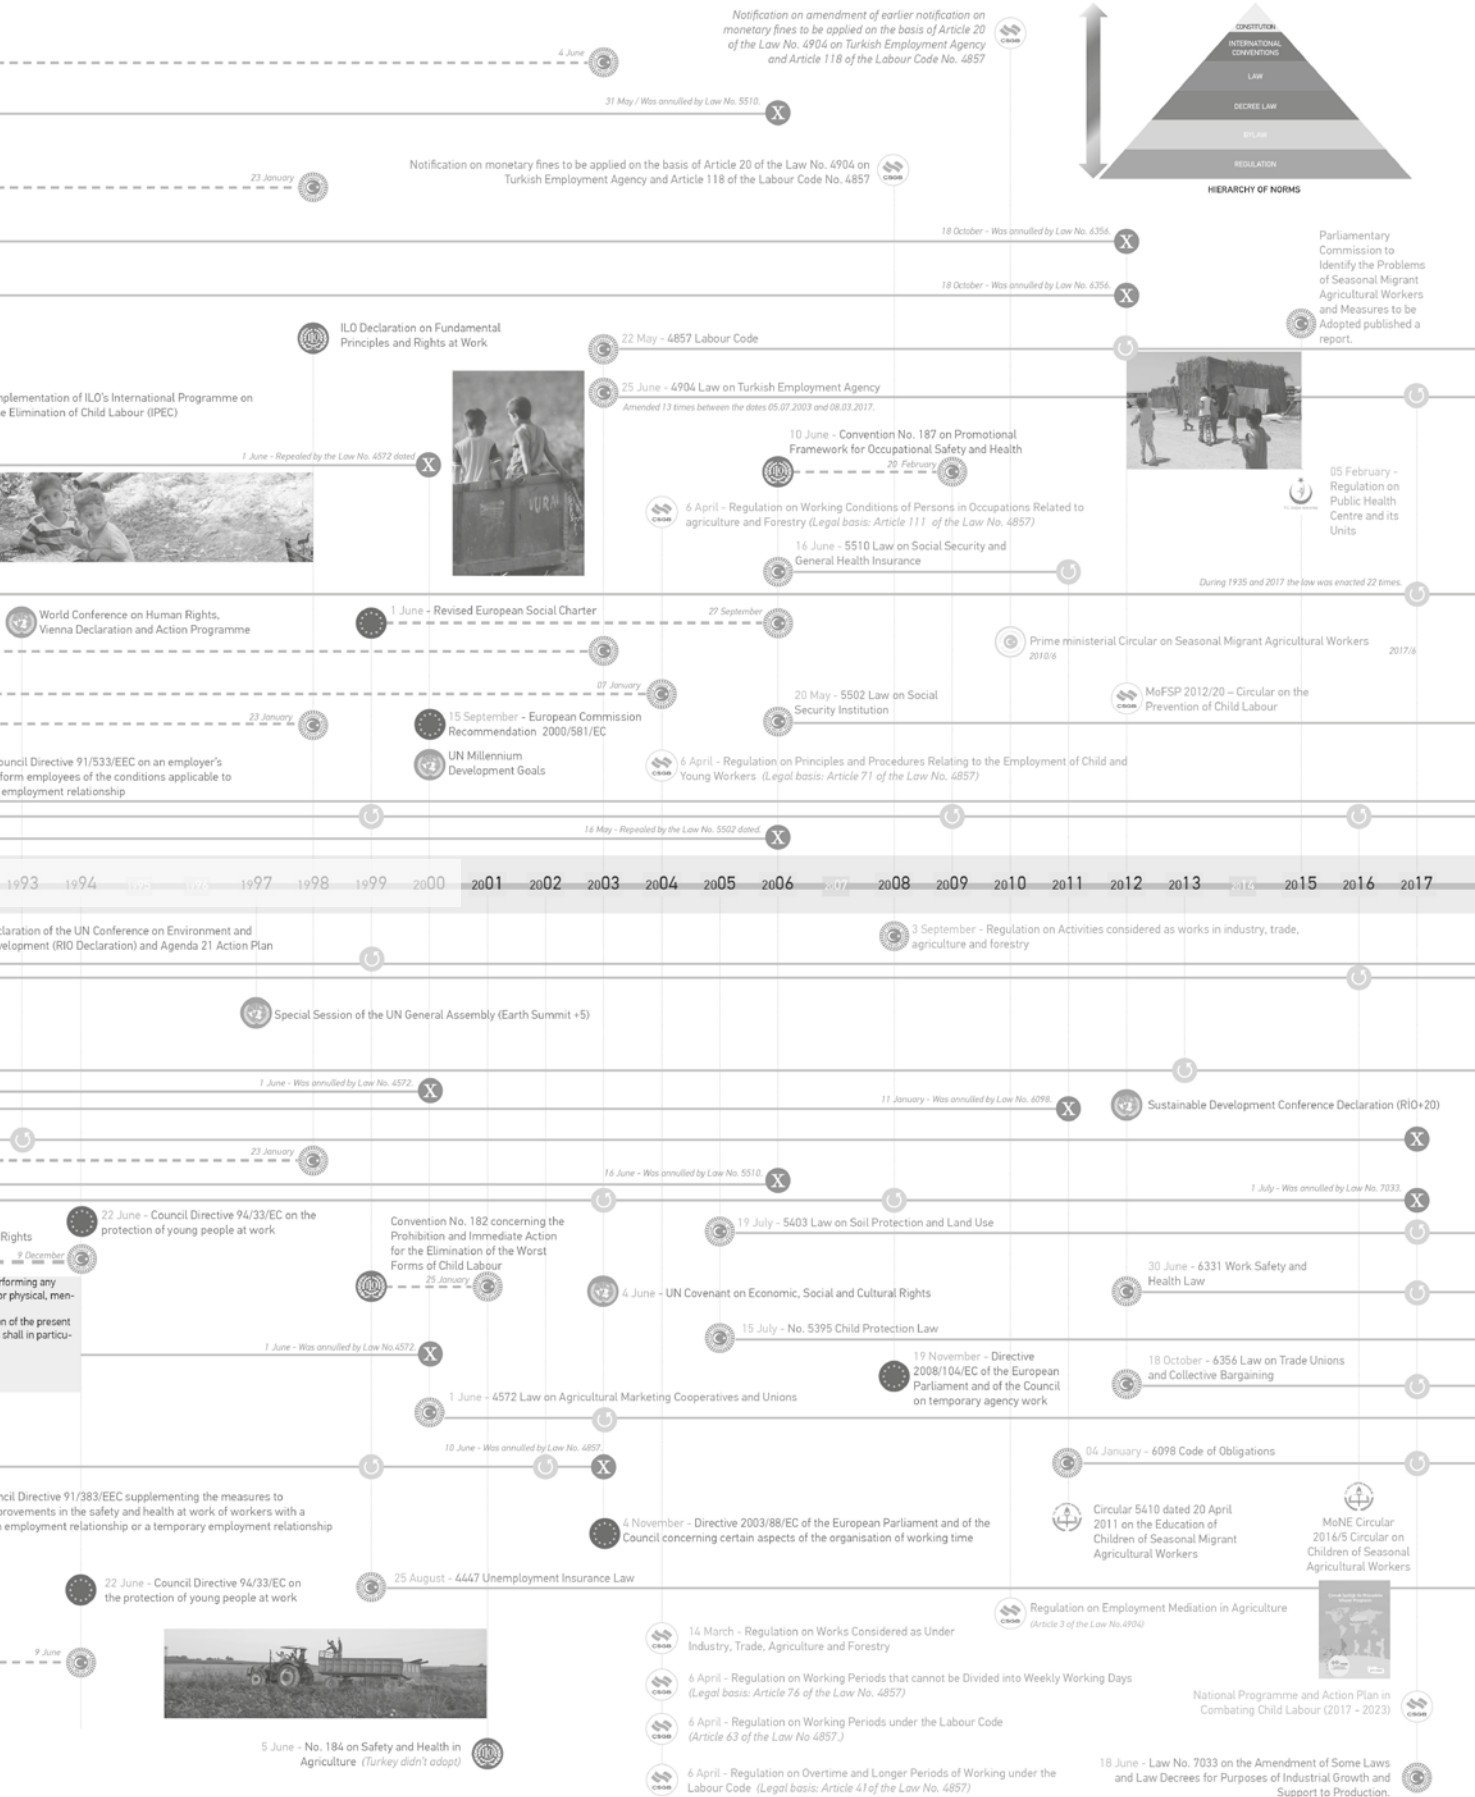 Notification on amendment of earlier notification on
monetary fines to be applied on the basis of Article 20
of the Law No. 4904 on Turkish Employment Agency
and Article 118 of the Labour Code No. 4857
CSGB
CONSTITUTION
INTERNATIONAL
CONVENTIONS
LAW
DECREE LAW
BYLAW
REGULATION
HIERARCHY OF NORMS
4 June
31 May / Was annulled by Law No. 5510.
X
23 January
Notification on monetary fines to be applied on the basis of Article 20 of the Law No. 4904 on
Turkish Employment Agency and Article 118 of the Labour Code No. 4857
CSGB
18 October - Was annulled by Law No. 6356.
X
18 October - Was annulled by Law No. 6356.
X
Parliamentary
Commission to
Identify the Problems
of Seasonal Migrant
Agricultural Workers
and Measures to be
Adopted published a
report.
ILO Declaration on Fundamental
Principles and Rights at Work
22 May - 4857 Labour Code
25 June - 4904 Law on Turkish Employment Agency
Amended 13 times between the dates 05.07.2003 and 08.03.2017.
mplementation of ILO's International Programme on
e Elimination of Child Labour (IPEC)
1 June - Repealed by the Law No. 4572 dated
X
10 June - Convention No. 187 on Promotional
Framework for Occupational Safety and Health
20 February
05 February -
Regulation on
Public Health
Centre and its
Units
CSGB
6 April - Regulation on Working Conditions of Persons in Occupations Related to
agriculture and Forestry (Legal basis: Article 111 of the Law No. 4857)
16 June - 5510 Law on Social Security and
General Health Insurance
During 1935 and 2017 the law was enacted 22 times.
World Conference on Human Rights,
Vienna Declaration and Action Programme
1 June - Revised European Social Charter
27 September
Prime ministerial Circular on Seasonal Migrant Agricultural Workers
2010/6
2017/6
07 January
23 January
15 September - European Commission
Recommendation 2000/581/EC
20 May - 5502 Law on Social
Security Institution
CSGB
MoFSP 2012/20 – Circular on the
Prevention of Child Labour
ouncil Directive 91/533/EEC on an employer's
form employees of the conditions applicable to
employment relationship
UN Millennium
Development Goals
CSGB
6 April - Regulation on Principles and Procedures Relating to the Employment of Child and
Young Workers (Legal basis: Article 71 of the Law No. 4857)
16 May - Repealed by the Law No. 5502 dated.
X
1993 1994 1995 1996 1997 1998 1999 2000 2001 2002 2003 2004 2005 2006 2007 2008 2009 2010 2011 2012 2013 2014 2015 2016 2017
claration of the UN Conference on Environment and
velopment (RIO Declaration) and Agenda 21 Action Plan
3 September - Regulation on Activities considered as works in industry, trade,
agriculture and forestry
Special Session of the UN General Assembly (Earth Summit +5)
1 June - Was annulled by Law No. 4572.
X
11 January - Was annulled by Law No. 6098.
X
Sustainable Development Conference Declaration (RİO+20)
X
23 January
16 June - Was annulled by Law No. 5510.
X
1 July - Was annulled by Law No. 7033.
X
22 June - Council Directive 94/33/EC on the
protection of young people at work
Rights
9 December
rforming any
or physical, men-
n of the present
shall in particu-
Convention No. 182 concerning the
Prohibition and Immediate Action
for the Elimination of the Worst
Forms of Child Labour
25 January
19 July - 5403 Law on Soil Protection and Land Use
4 June - UN Covenant on Economic, Social and Cultural Rights
30 June - 6331 Work Safety and
Health Law
15 July - No. 5395 Child Protection Law
1 June - Was annulled by Law No.4572.
X
19 November - Directive
2008/104/EC of the European
Parliament and of the Council
on temporary agency work
18 October - 6356 Law on Trade Unions
and Collective Bargaining
1 June - 4572 Law on Agricultural Marketing Cooperatives and Unions
10 June - Was annulled by Law No. 4857.
X
04 January - 6098 Code of Obligations
ncil Directive 91/383/EEC supplementing the measures to
provements in the safety and health at work of workers with a
employment relationship or a temporary employment relationship
4 November - Directive 2003/88/EC of the European Parliament and of the
Council concerning certain aspects of the organisation of working time
Circular 5410 dated 20 April
2011 on the Education of
Children of Seasonal Migrant
Agricultural Workers
MoNE Circular
2016/5 Circular on
Children of Seasonal
Agricultural Workers
22 June - Council Directive 94/33/EC on
the protection of young people at work
25 August - 4447 Unemployment Insurance Law
CSGB
Regulation on Employment Mediation in Agriculture
(Article 3 of the Law No.4904)
9 June
CSGB
14 March - Regulation on Works Considered as Under
Industry, Trade, Agriculture and Forestry
CSGB
6 April - Regulation on Working Periods that cannot be Divided into Weekly Working Days
(Legal basis: Article 76 of the Law No. 4857)
National Programme and Action Plan in
Combating Child Labour (2017 - 2023)
CSGB
CSGB
6 April - Regulation on Working Periods under the Labour Code
(Article 63 of the Law No 4857.)
5 June - No. 184 on Safety and Health in
Agriculture (Turkey didn't adopt)
CSGB
6 April - Regulation on Overtime and Longer Periods of Working under the
Labour Code (Legal basis: Article 41 of the Law No. 4857)
18 June - Law No. 7033 on the Amendment of Some Laws
and Law Decrees for Purposes of Industrial Growth and
Support to Production.